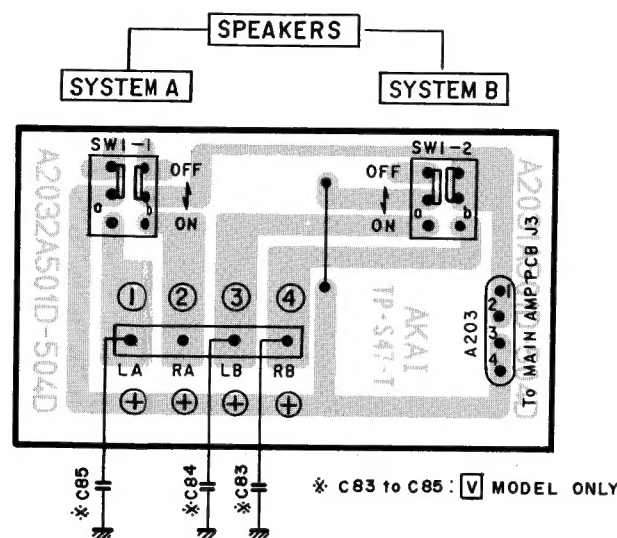 SPEAKERS
SYSTEM A
SYSTEM B
SW1-1
SW1-2
OFF
ON
a
b
OFF
ON
a
b
A2032A501D-504D
① ② ③ ④
LA RA LB RB
AKAI
TP-S47-T
A203
1
2
3
4
To MAIN AMP PCB J3
※C85
※C84
※C83
※ C83 to C85: V MODEL ONLY